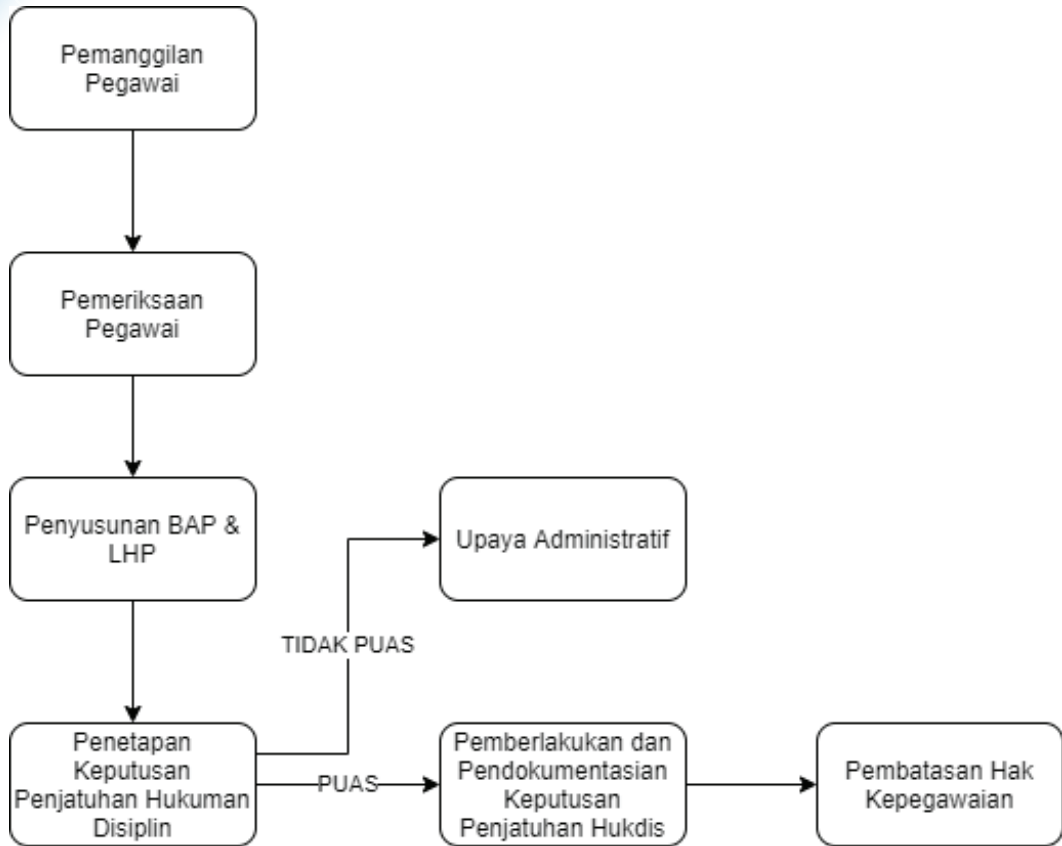 Pemanggilan
Pegawai
Pemeriksaan
Pegawai
Penyusunan BAP &
LHP
Upaya Administratif
TIDAK PUAS
Penetapan
Keputusan
Penjatuhan Hukuman
Disiplin
PUAS
Pemberlakukan dan
Pendokumentasian
Keputusan
Penjatuhan Hukdis
Pembatasan Hak
Kepegawaian